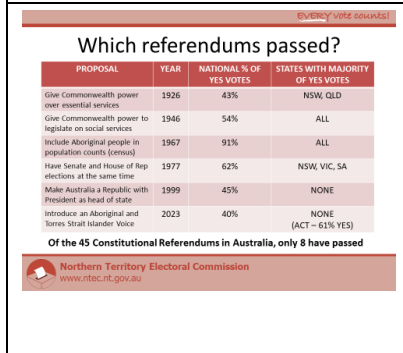 EVERY vote counts!
Which referendums passed?
PROPOSAL YEAR NATIONAL % OF YES VOTES STATES WITH MAJORITY OF YES VOTES
Give Commonwealth power over essential services 1926 43% NSW, QLD
Give Commonwealth power to legislate on social services 1946 54% ALL
Include Aboriginal people in population counts (census) 1967 91% ALL
Have Senate and House of Rep elections at the same time 1977 62% NSW, VIC, SA
Make Australia a Republic with President as head of state 1999 45% NONE
Introduce an Aboriginal and Torres Strait Islander Voice 2023 40% NONE (ACT – 61% YES)
Of the 45 Constitutional Referendums in Australia, only 8 have passed
Northern Territory Electoral Commission
www.ntec.nt.gov.au